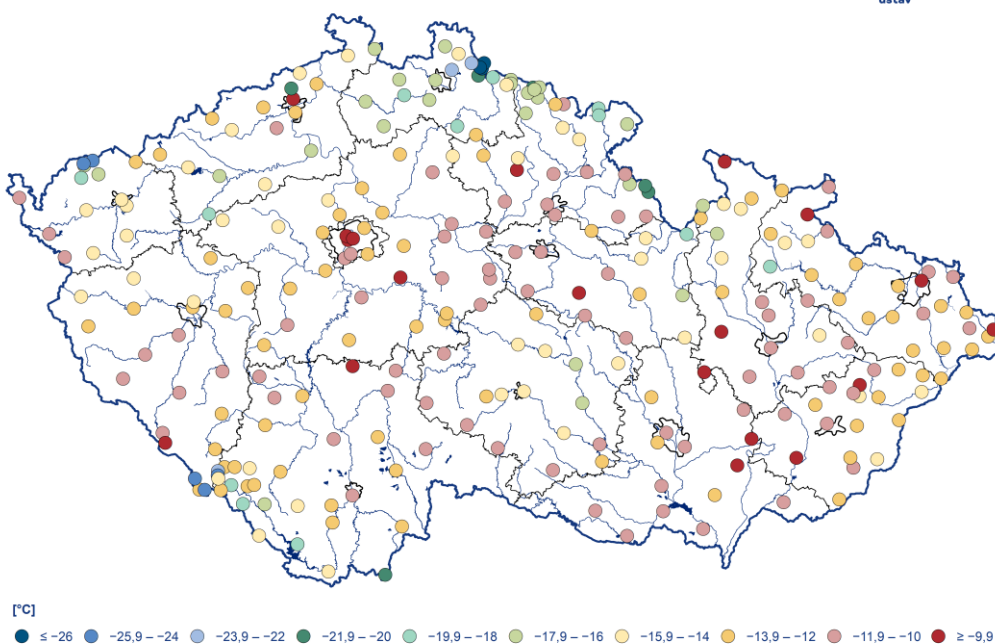 ústav
[°C]
≤ −26 −25,9 – −24 −23,9 – −22 −21,9 – −20 −19,9 – −18 −17,9 – −16 −15,9 – −14 −13,9 – −12 −11,9 – −10 ≥ −9,9